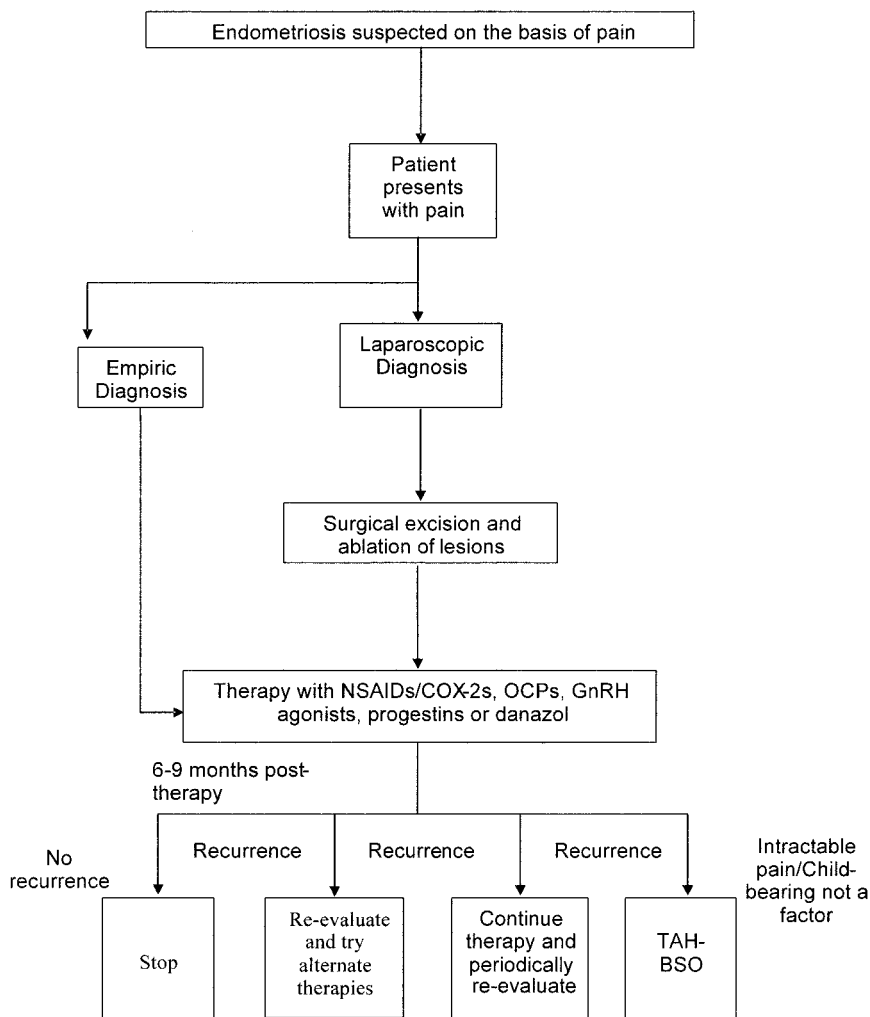 Endometriosis suspected on the basis of pain
Patient
presents
with pain
Empiric
Diagnosis
Laparoscopic
Diagnosis
Surgical excision and
ablation of lesions
Therapy with NSAIDs/COX-2s, OCPs, GnRH
agonists, progestins or danazol
6-9 months post-
therapy
No
recurrence
Recurrence
Recurrence
Recurrence
Intractable
pain/Child-
bearing not a
factor
Stop
Re-evaluate
and try
alternate
therapies
Continue
therapy and
periodically
re-evaluate
TAH-
BSO